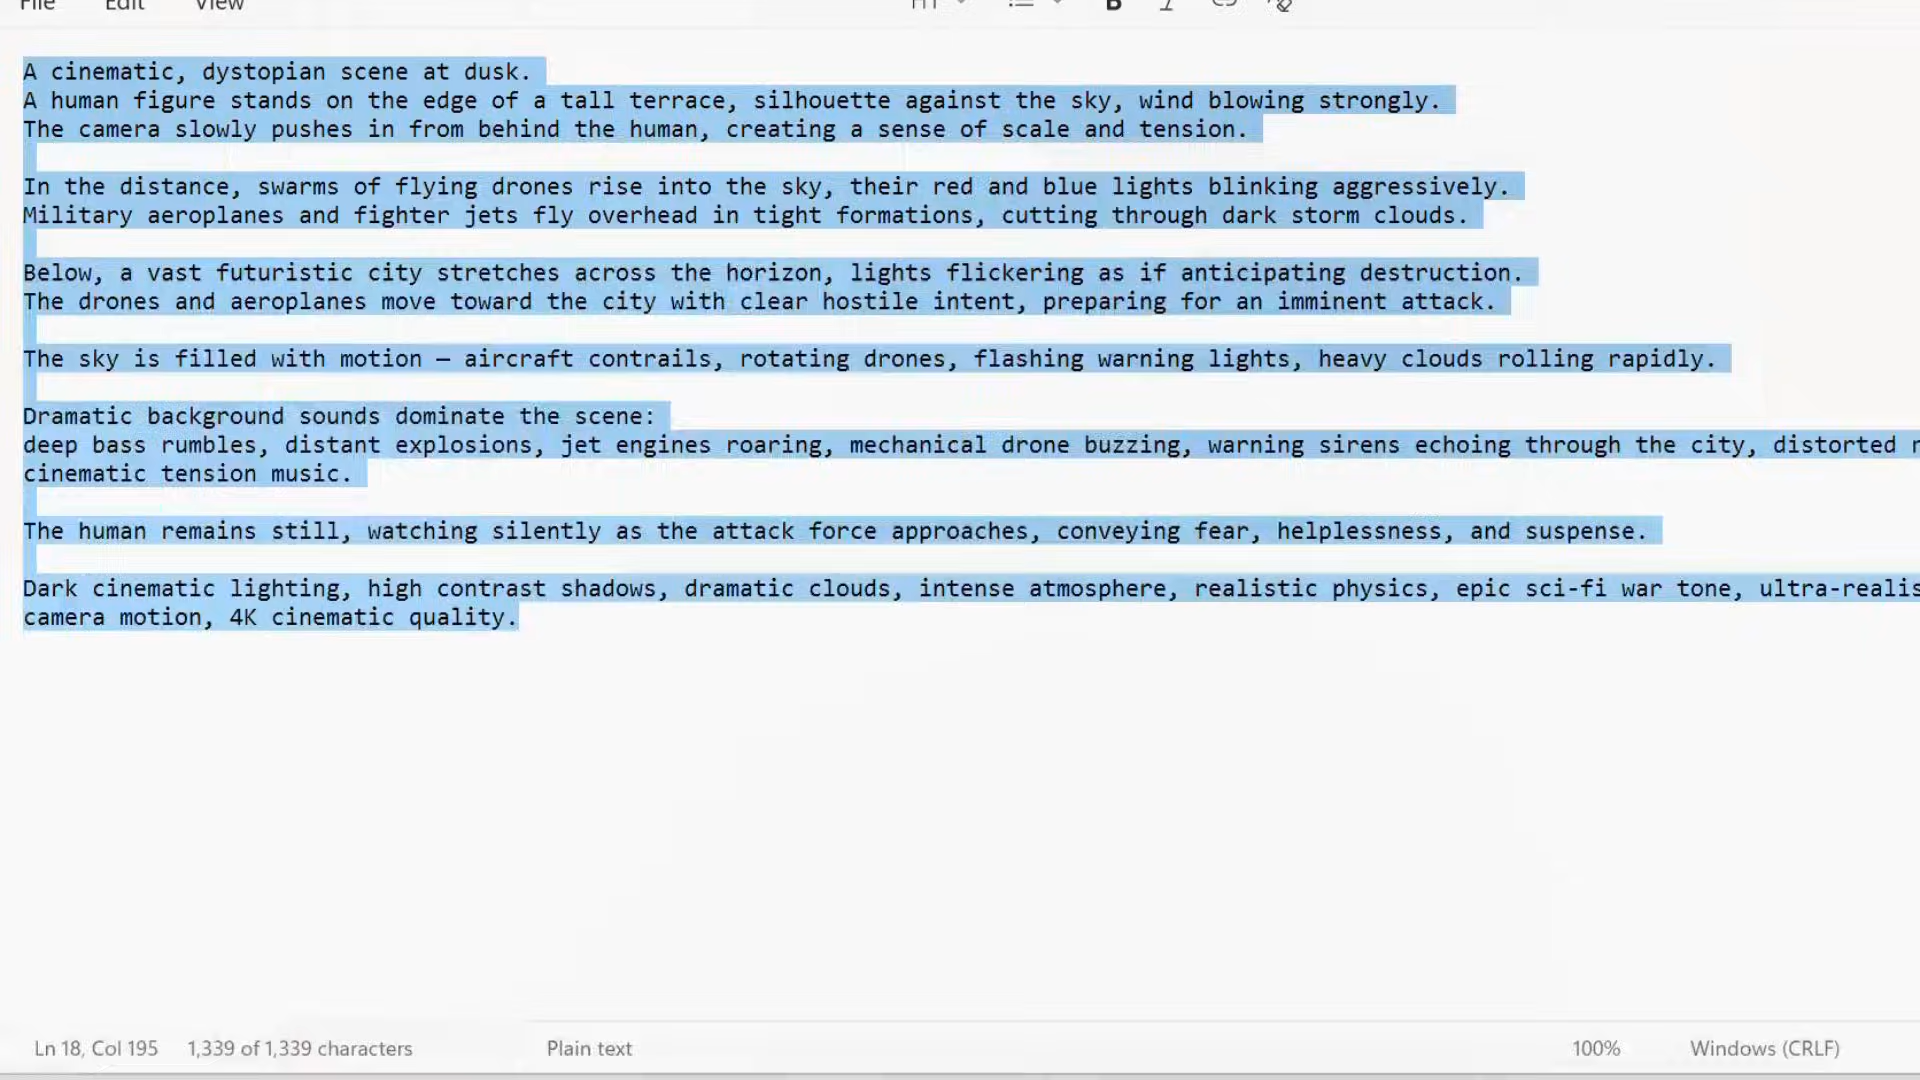 File Edit View H1 B I
A cinematic, dystopian scene at dusk.
A human figure stands on the edge of a tall terrace, silhouette against the sky, wind blowing strongly.
The camera slowly pushes in from behind the human, creating a sense of scale and tension.
In the distance, swarms of flying drones rise into the sky, their red and blue lights blinking aggressively.
Military aeroplanes and fighter jets fly overhead in tight formations, cutting through dark storm clouds.
Below, a vast futuristic city stretches across the horizon, lights flickering as if anticipating destruction.
The drones and aeroplanes move toward the city with clear hostile intent, preparing for an imminent attack.
The sky is filled with motion — aircraft contrails, rotating drones, flashing warning lights, heavy clouds rolling rapidly.
Dramatic background sounds dominate the scene:
deep bass rumbles, distant explosions, jet engines roaring, mechanical drone buzzing, warning sirens echoing through the city, distorted
cinematic tension music.
The human remains still, watching silently as the attack force approaches, conveying fear, helplessness, and suspense.
Dark cinematic lighting, high contrast shadows, dramatic clouds, intense atmosphere, realistic physics, epic sci-fi war tone, ultra-realis
camera motion, 4K cinematic quality.
Ln 18, Col 195 1,339 of 1,339 characters Plain text 100% Windows (CRLF)